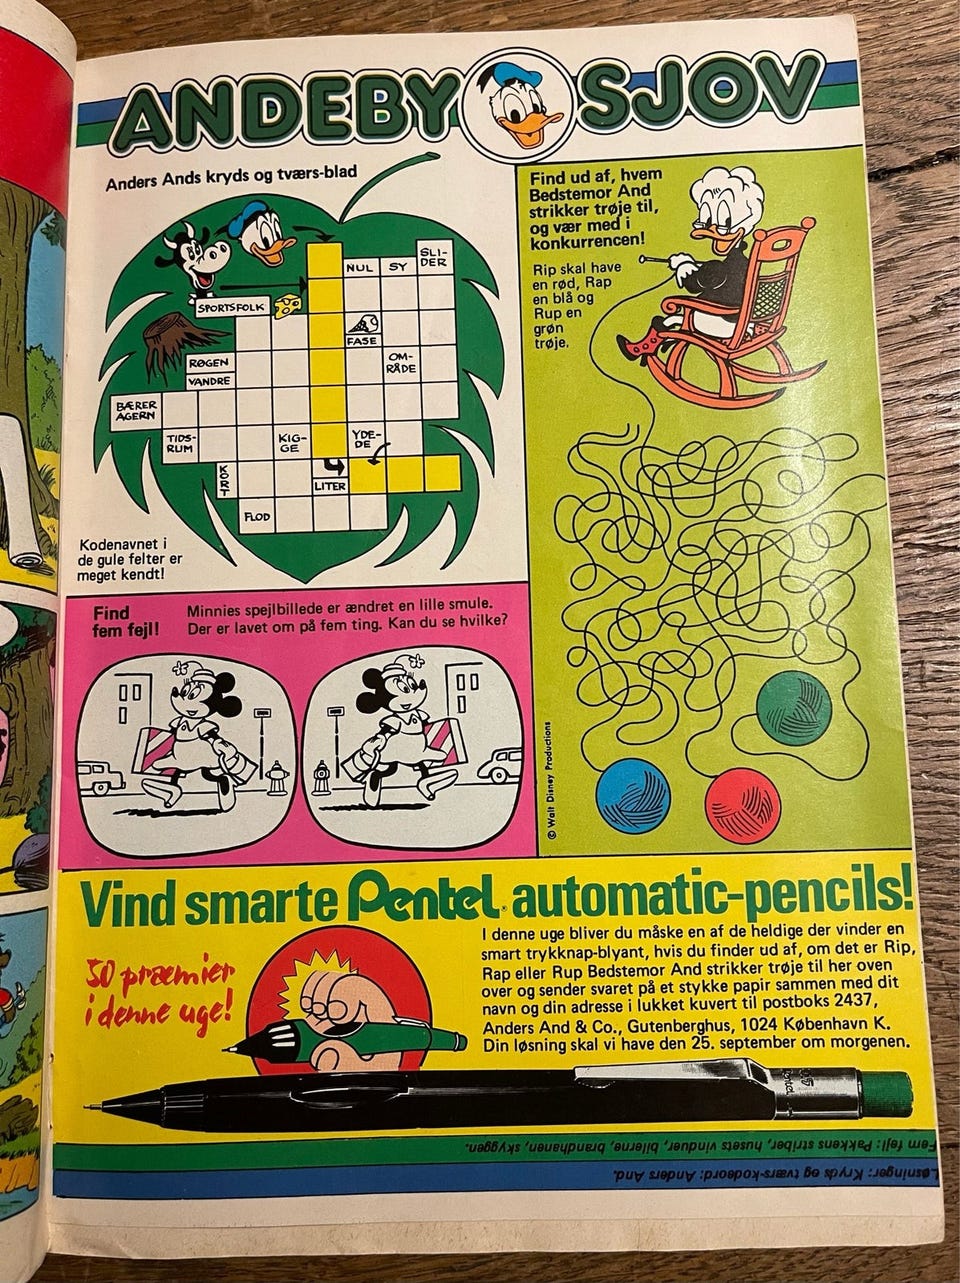 ANDEBY SJOV
Anders Ands kryds og tværs-blad
NUL
SY
SLI-
DER
SPORTSFOLK
FASE
RØGEN
OM-
RÅDE
VANDRE
BÆRER
AGERN
TIDS-
RUM
KIG-
GE
YDE-
DE
KORT
LITER
FLOD
Kodenavnet i
de gule felter er
meget kendt!
Find ud af, hvem
Bedstemor And
strikker trøje til,
og vær med i
konkurrencen!
Rip skal have
en rød, Rap
en blå og
Rup en
grøn
trøje.
© Walt Disney Productions
Find
fem fejl!
Minnies spejlbillede er ændret en lille smule.
Der er lavet om på fem ting. Kan du se hvilke?
Vind smarte Pentel® automatic-pencils!
50 præmier
i denne uge!
I denne uge bliver du måske en af de heldige der vinder en
smart trykknap-blyant, hvis du finder ud af, om det er Rip,
Rap eller Rup Bedstemor And strikker trøje til her oven
over og sender svaret på et stykke papir sammen med dit
navn og din adresse i lukket kuvert til postboks 2437,
Anders And & Co., Gutenberghus, 1024 København K.
Din løsning skal vi have den 25. september om morgenen.
Pentel
Løsninger: Kryds og tværs-kodeord: Anders And.
Fem fejl: Pakkens striber, husets vinduer, bilerne, brandhanen, skyggen.